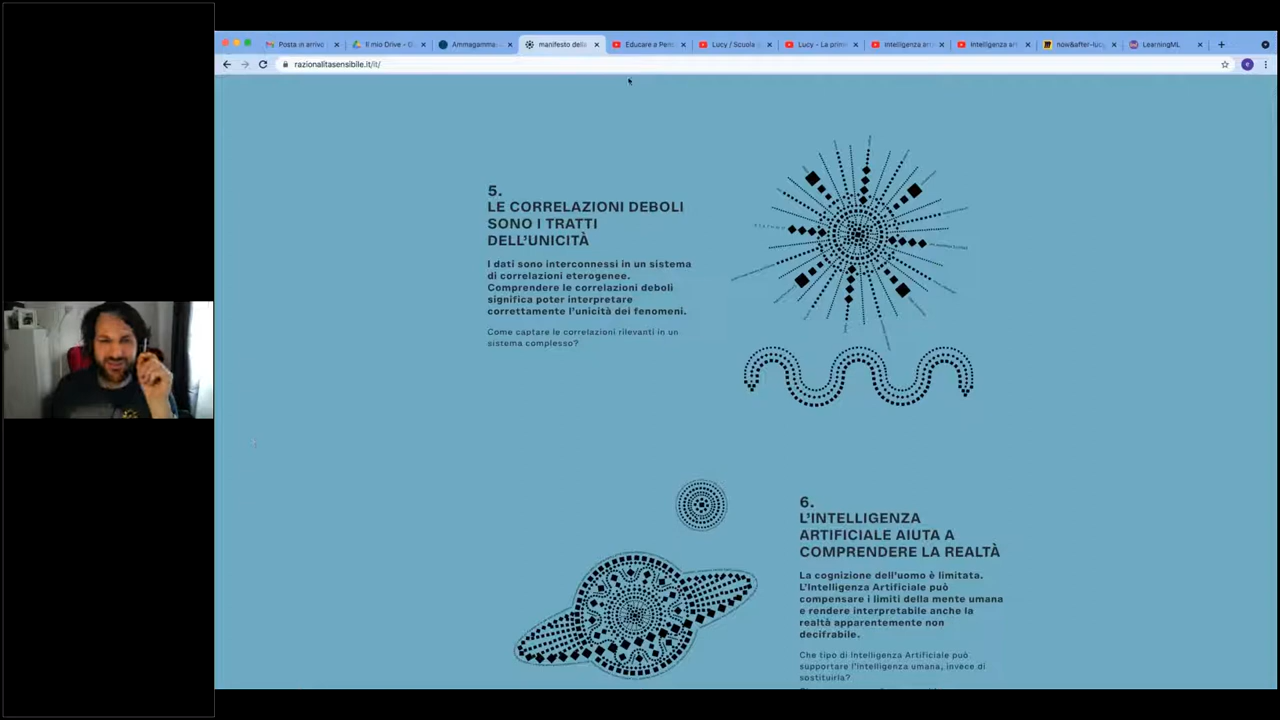 Posta in arrivo
Il mio Drive - G
Ammagamma:
manifesto della
Educare a Pen
Lucy / Scuola
Lucy - La prim
Intelligenza art
Intelligenza art
now&after-luc
LearningML
razionalitasensibile.it/it/
5.
LE CORRELAZIONI DEBOLI
SONO I TRATTI
DELL'UNICITÀ
I dati sono interconnessi in un sistema
di correlazioni eterogenee.
Comprendere le correlazioni deboli
significa poter interpretare
correttamente l'unicità dei fenomeni.
Come captare le correlazioni rilevanti in un
sistema complesso?
6.
L'INTELLIGENZA
ARTIFICIALE AIUTA A
COMPRENDERE LA REALTÀ
La cognizione dell'uomo è limitata.
L'Intelligenza Artificiale può
compensare i limiti della mente umana
e rendere interpretabile anche la
realtà apparentemente non
decifrabile.
Che tipo di Intelligenza Artificiale può
supportare l'intelligenza umana, invece di
sostituirla?